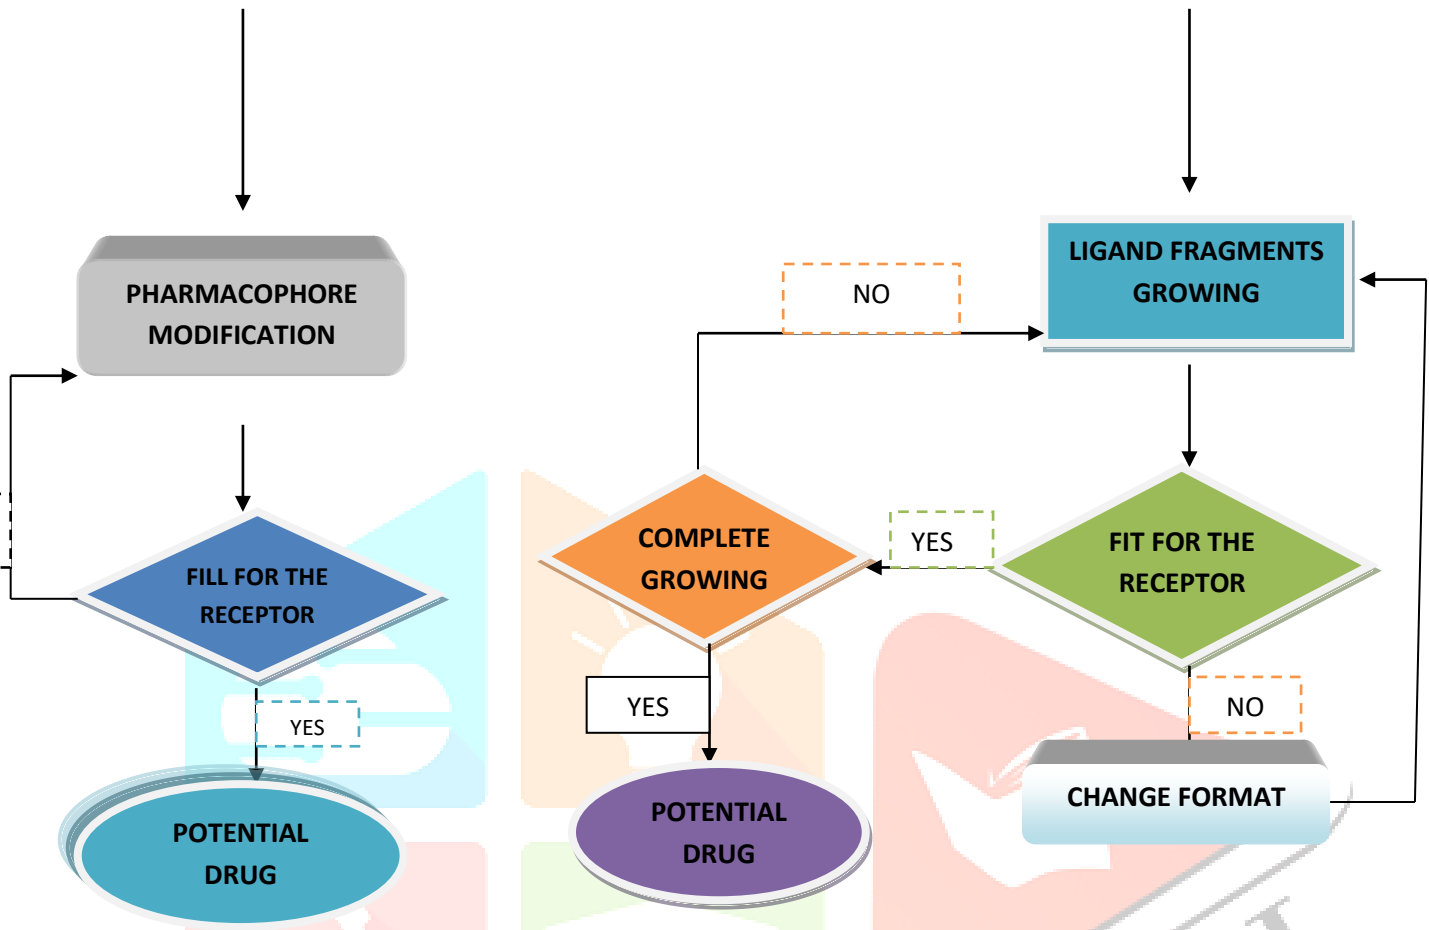 PHARMACOPHORE
MODIFICATION
FILL FOR THE
RECEPTOR
YES
POTENTIAL
DRUG
LIGAND FRAGMENTS
GROWING
NO
COMPLETE
GROWING
YES
FIT FOR THE
RECEPTOR
YES
POTENTIAL
DRUG
NO
CHANGE FORMAT